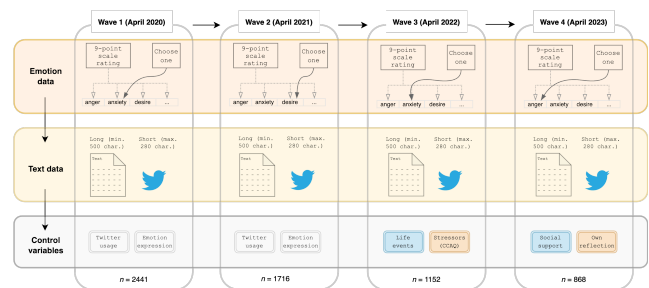 Wave 1 (April 2020)
Wave 2 (April 2021)
Wave 3 (April 2022)
Wave 4 (April 2023)
Emotion
data
9-point
scale
rating
Choose
one
anger
anxiety
desire
...
9-point
scale
rating
Choose
one
anger
anxiety
desire
...
9-point
scale
rating
Choose
one
anger
anxiety
desire
...
9-point
scale
rating
Choose
one
anger
anxiety
desire
...
Text data
Long (min.
500 char.)
Short (max.
280 char.)
Text
Long (min.
500 char.)
Short (max.
280 char.)
Text
Long (min.
500 char.)
Short (max.
280 char.)
Text
Long (min.
500 char.)
Short (max.
280 char.)
Text
Control
variables
Twitter
usage
Emotion
expression
Twitter
usage
Emotion
expression
Life
events
Stressors
(CCAQ)
Social
support
Own
reflection
n = 2441
n = 1716
n = 1152
n = 868